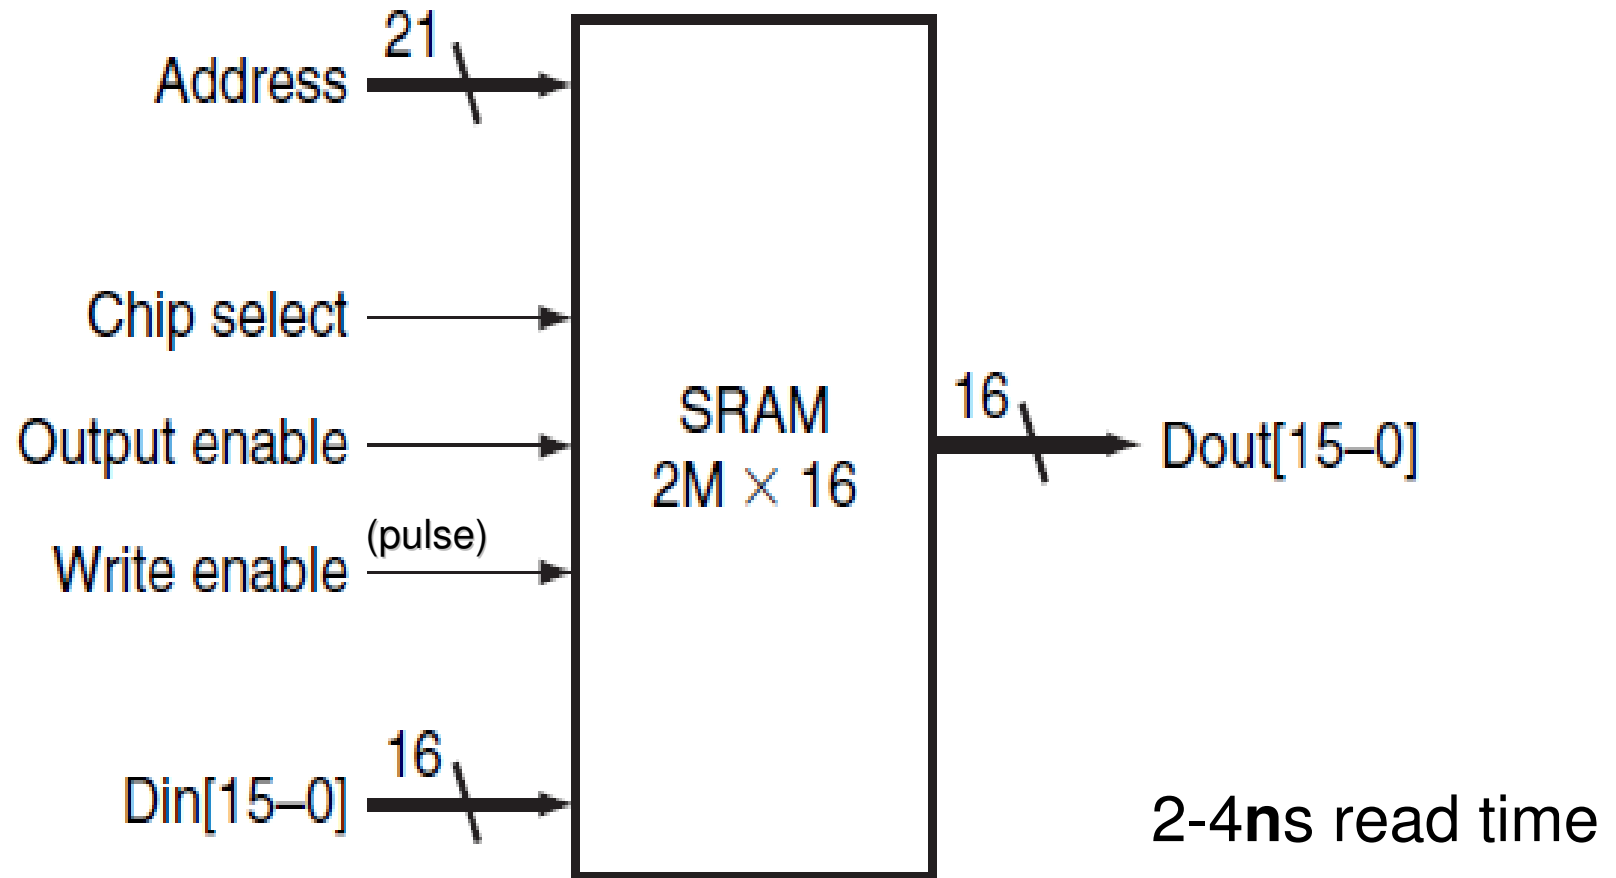 21
Address
Chip select
Output enable
(pulse)
Write enable
16
Din[15–0]
SRAM
2M × 16
16
Dout[15–0]
2-4ns read time